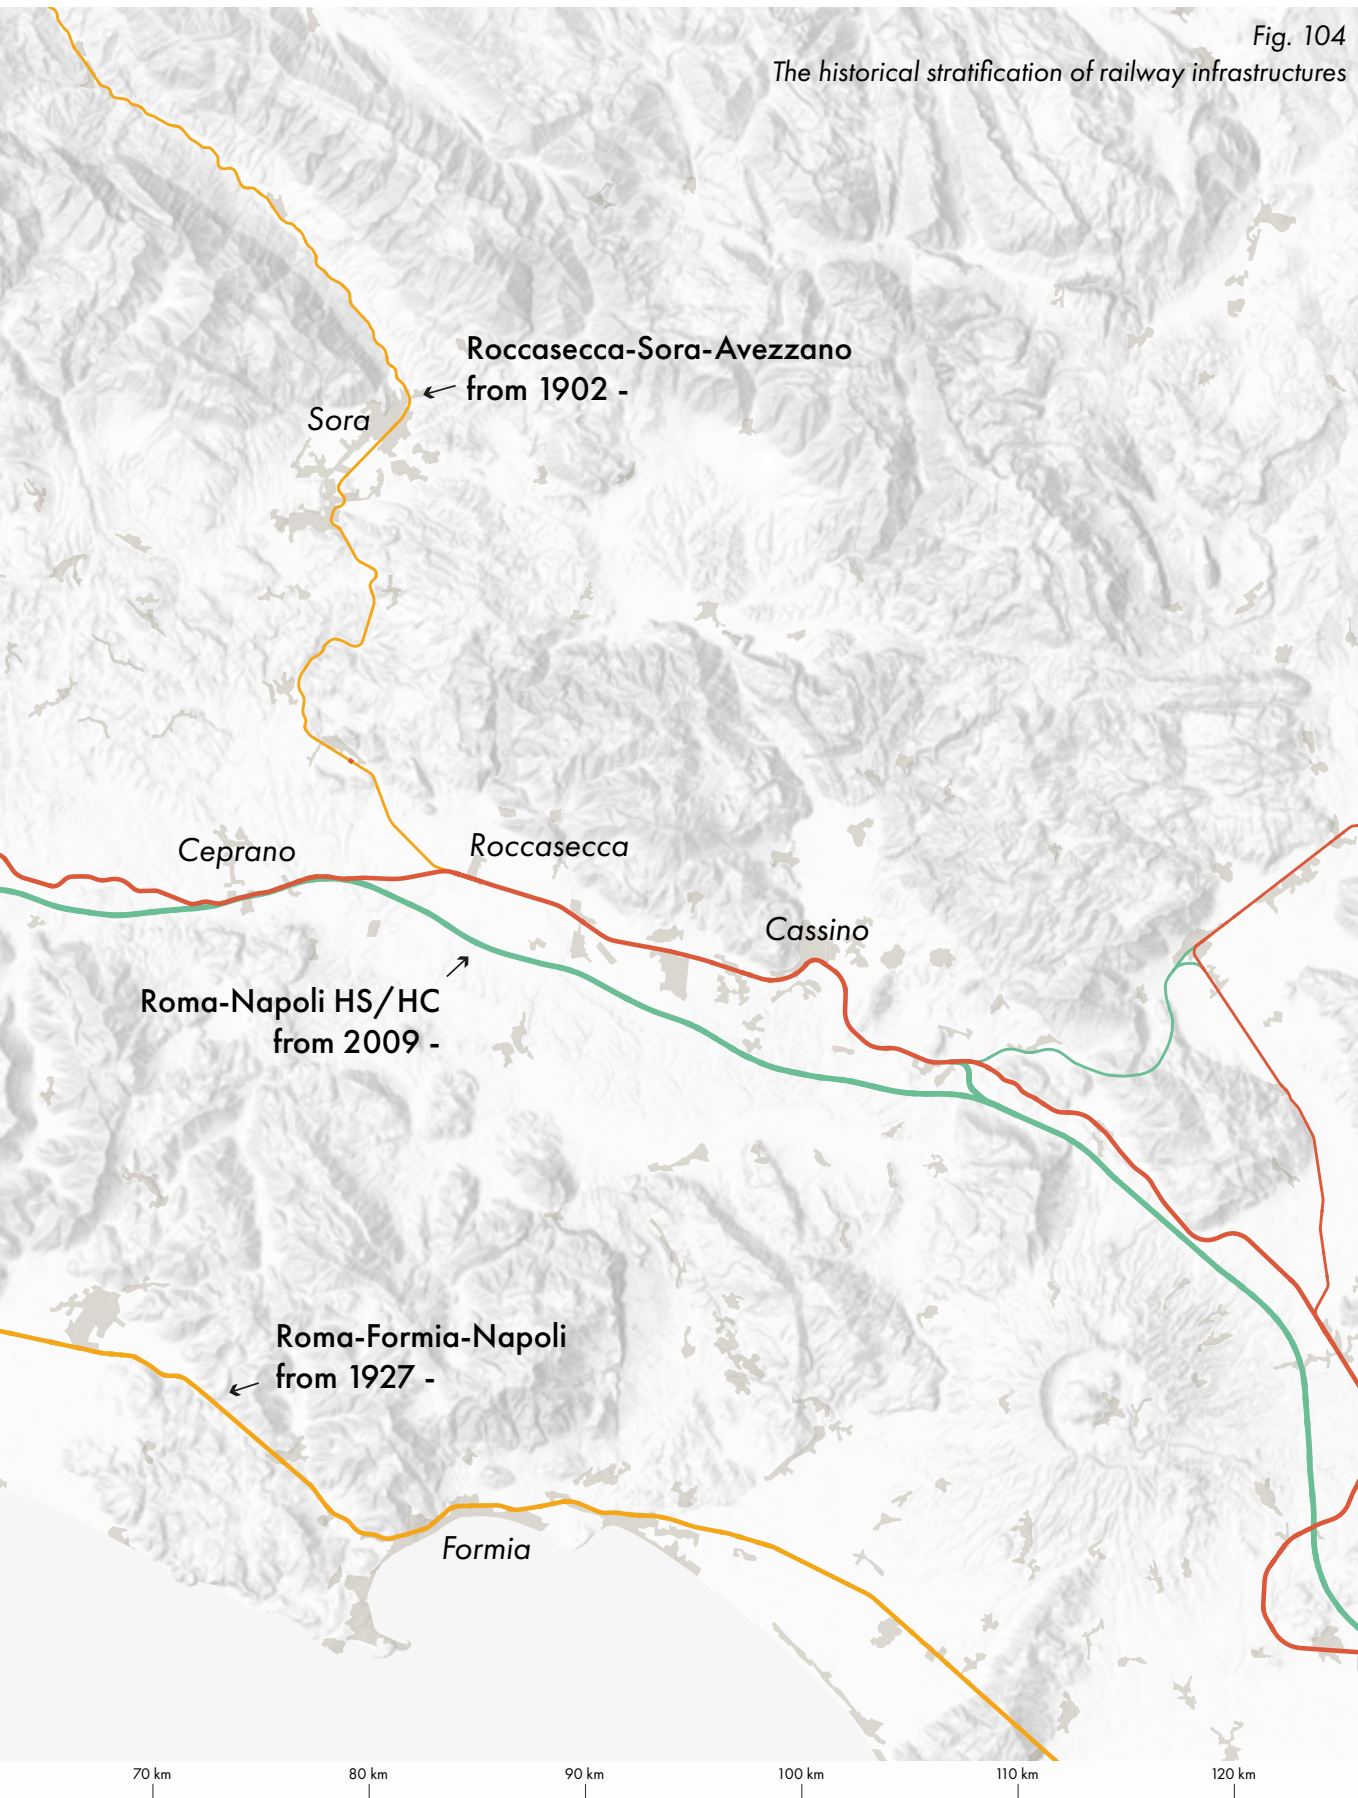 Fig. 104
The historical stratification of railway infrastructures
Roccasecca-Sora-Avezzano
from 1902 -
Sora
Ceprano
Roccasecca
Cassino
Roma-Napoli HS/HC
from 2009 -
Roma-Formia-Napoli
from 1927 -
Formia
70 km
80 km
90 km
100 km
110 km
120 km